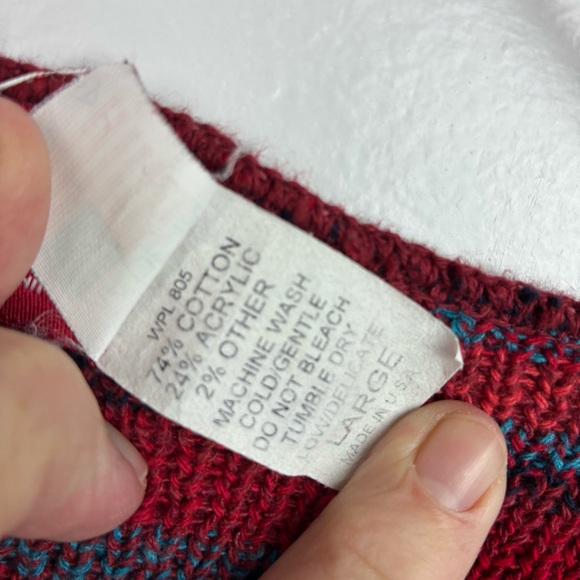 WPL 805
74% COTTON
24% ACRYLIC
2% OTHER
MACHINE WASH
COLD/GENTLE
DO NOT BLEACH
TUMBLE DRY
LOW/DELICATE
LARGE
MADE IN U.S.A.